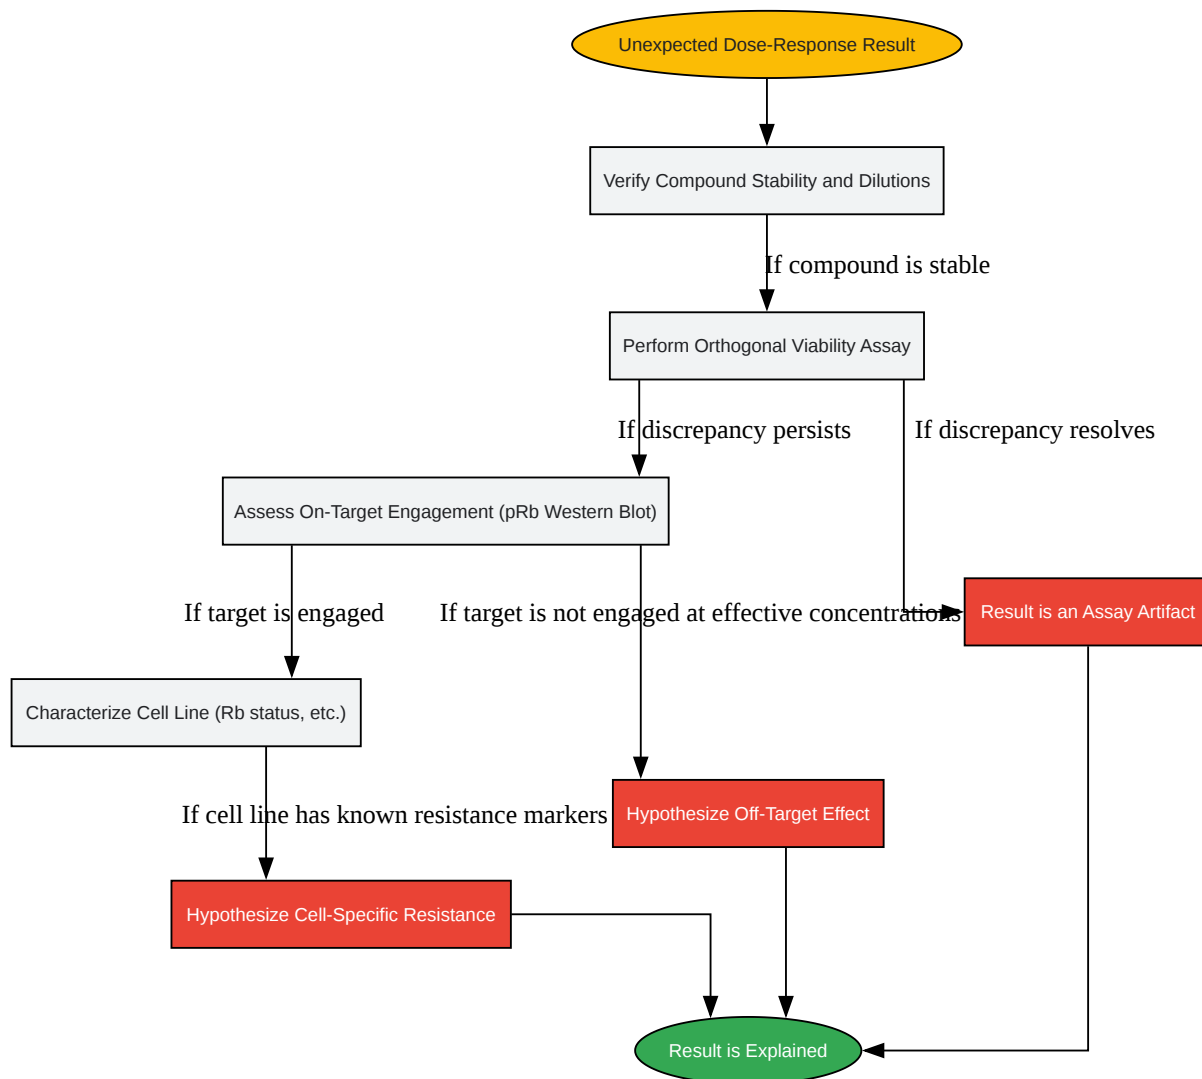 Unexpected Dose-Response Result
Verify Compound Stability and Dilutions
If compound is stable
Perform Orthogonal Viability Assay
If discrepancy persists
If discrepancy resolves
Assess On-Target Engagement (pRb Western Blot)
If target is engaged
If target is not engaged at effective concentrations
Result is an Assay Artifact
Characterize Cell Line (Rb status, etc.)
If cell line has known resistance markers
Hypothesize Off-Target Effect
Hypothesize Cell-Specific Resistance
Result is Explained